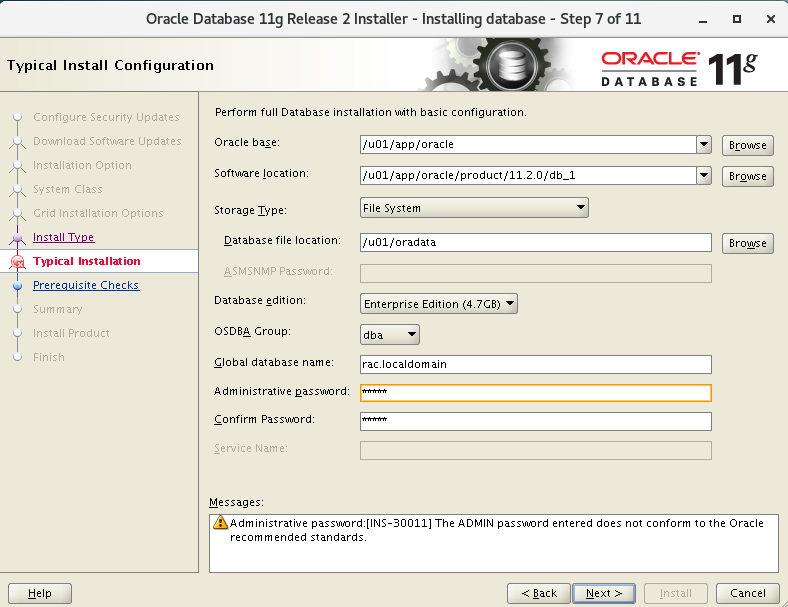 Oracle Database 11g Release 2 Installer - Installing database - Step 7 of 11
Typical Install Configuration
ORACLE
DATABASE 11g
Configure Security Updates
Download Software Updates
Installation Option
System Class
Grid Installation Options
Install Type
Typical Installation
Prerequisite Checks
Summary
Install Product
Finish
Perform full Database installation with basic configuration.
Oracle base: /u01/app/oracle Browse
Software location: /u01/app/oracle/product/11.2.0/db_1 Browse
Storage Type: File System
Database file location: /u01/oradata Browse
ASMSNMP Password:
Database edition: Enterprise Edition (4.7GB)
OSDBA Group: dba
Global database name: rac.localdomain
Administrative password: *****
Confirm Password: *****
Service Name:
Messages:
Administrative password:[INS-30011] The ADMIN password entered does not conform to the Oracle
recommended standards.
Help < Back Next > Install Cancel